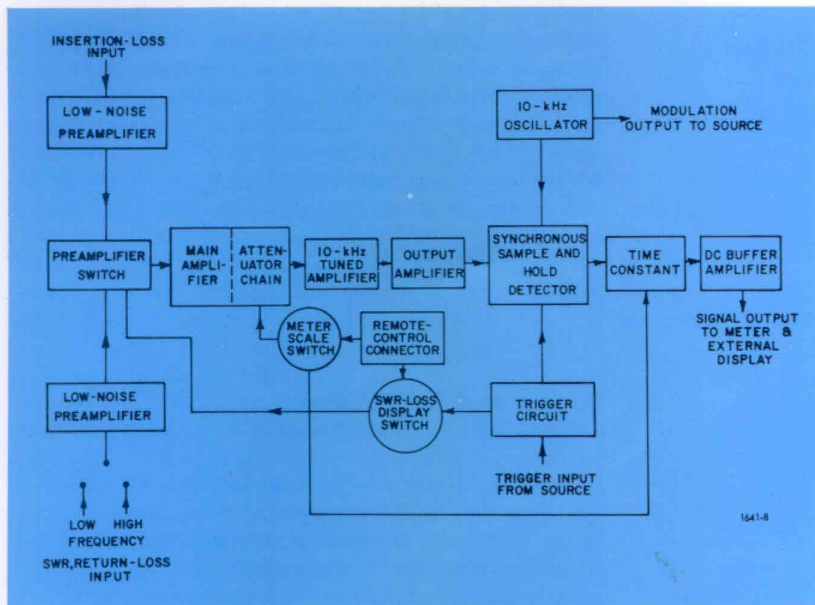 INSERTION-LOSS
INPUT
LOW-NOISE
PREAMPLIFIER
10-kHz
OSCILLATOR
MODULATION
OUTPUT TO SOURCE
PREAMPLIFIER
SWITCH
MAIN
AMPLI-
FIER
ATTEN-
UATOR
CHAIN
10-kHz
TUNED
AMPLIFIER
OUTPUT
AMPLIFIER
SYNCHRONOUS
SAMPLE AND
HOLD
DETECTOR
TIME
CONSTANT
DC BUFFER
AMPLIFIER
SIGNAL OUTPUT
TO METER &
EXTERNAL
DISPLAY
METER
SCALE
SWITCH
REMOTE-
CONTROL
CONNECTOR
LOW-NOISE
PREAMPLIFIER
SWR-LOSS
DISPLAY
SWITCH
TRIGGER
CIRCUIT
TRIGGER INPUT
FROM SOURCE
LOW HIGH
FREQUENCY
SWR,RETURN-LOSS
INPUT
1641-8